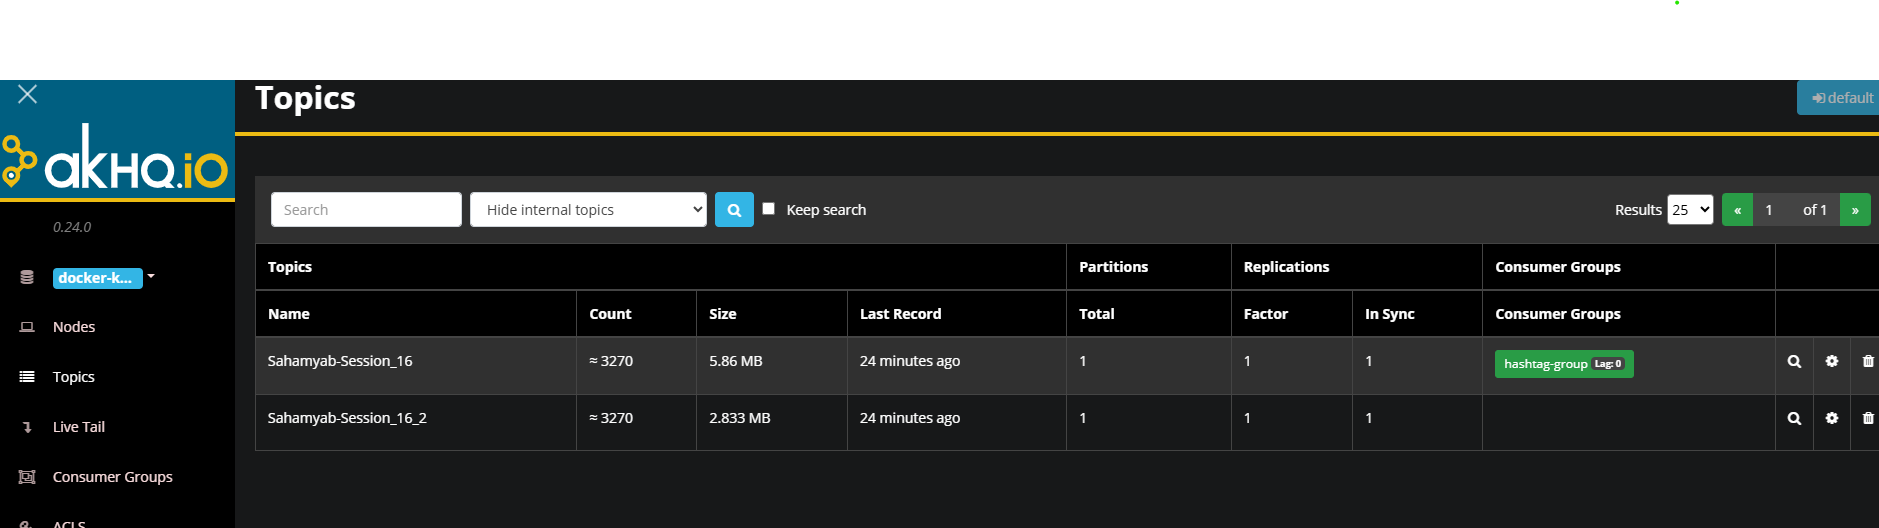 Topics
default
akHQ.io
0.24.0
docker-k...
Nodes
Topics
Live Tail
Consumer Groups
ACLS
Search Hide internal topics Keep search Results 25 « 1 of 1 »
Topics Partitions Replications Consumer Groups
Name Count Size Last Record Total Factor In Sync Consumer Groups
Sahamyab-Session_16 ≈ 3270 5.86 MB 24 minutes ago 1 1 1 hashtag-group Lag: 0
Sahamyab-Session_16_2 ≈ 3270 2.833 MB 24 minutes ago 1 1 1